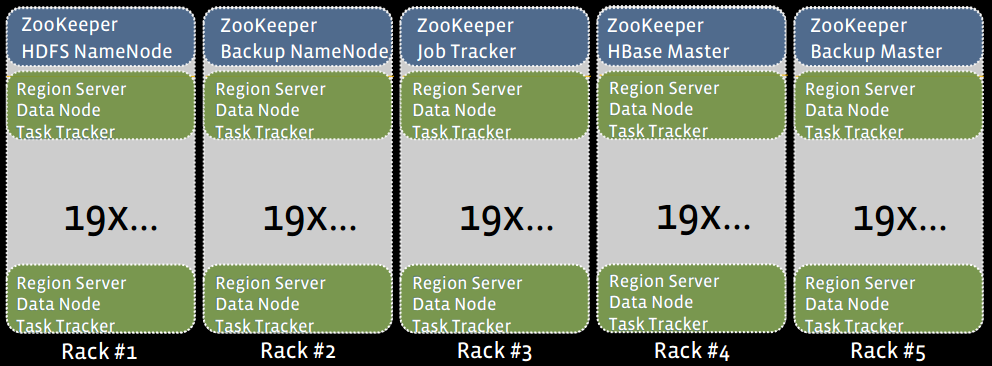 ZooKeeper
HDFS NameNode
Region Server
Data Node
Task Tracker
19X...
Region Server
Data Node
Task Tracker
Rack #1
ZooKeeper
Backup NameNode
Region Server
Data Node
Task Tracker
19X...
Region Server
Data Node
Task Tracker
Rack #2
ZooKeeper
Job Tracker
Region Server
Data Node
Task Tracker
19X...
Region Server
Data Node
Task Tracker
Rack #3
ZooKeeper
HBase Master
Region Server
Data Node
Task Tracker
19X...
Region Server
Data Node
Task Tracker
Rack #4
ZooKeeper
Backup Master
Region Server
Data Node
Task Tracker
19X...
Region Server
Data Node
Task Tracker
Rack #5